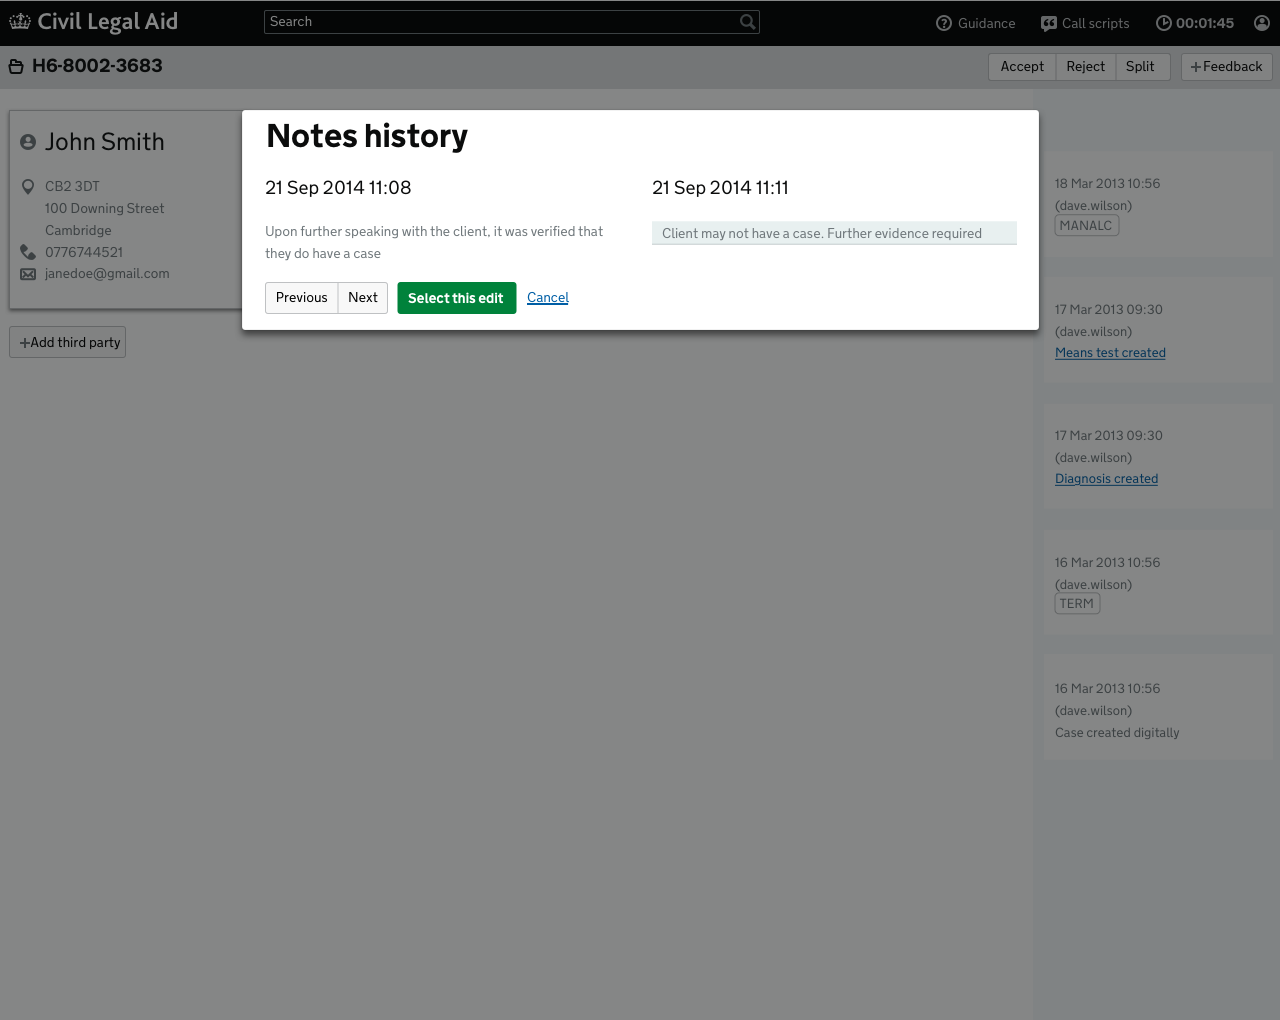 Civil Legal Aid
Search
Guidance
Call scripts
00:01:45
H6-8002-3683
Accept
Reject
Split
+Feedback
John Smith
CB2 3DT
100 Downing Street
Cambridge
0776744521
janedoe@gmail.com
+Add third party
Notes history
21 Sep 2014 11:08
Upon further speaking with the client, it was verified that
they do have a case
21 Sep 2014 11:11
Client may not have a case. Further evidence required
Previous
Next
Select this edit
Cancel
18 Mar 2013 10:56
(dave.wilson)
MANALC
17 Mar 2013 09:30
(dave.wilson)
Means test created
17 Mar 2013 09:30
(dave.wilson)
Diagnosis created
16 Mar 2013 10:56
(dave.wilson)
TERM
16 Mar 2013 10:56
(dave.wilson)
Case created digitally